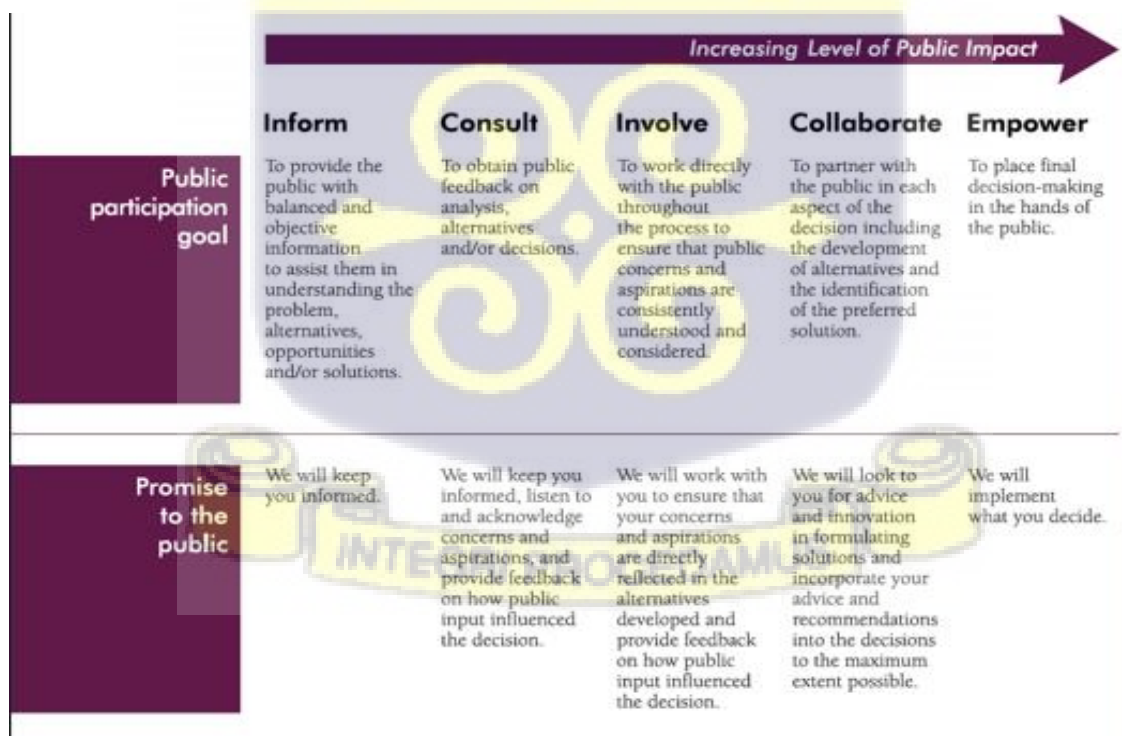 Increasing Level of Public Impact
Inform
Consult
Involve
Collaborate
Empower
Public
participation
goal
To provide the
public with
balanced and
objective
information
to assist them in
understanding the
problem,
alternatives,
opportunities
and/or solutions.
To obtain public
feedback on
analysis,
alternatives
and/or decisions.
To work directly
with the public
throughout
the process to
ensure that public
concerns and
aspirations are
consistently
understood and
considered.
To partner with
the public in each
aspect of the
decision including
the development
of alternatives and
the identification
of the preferred
solution.
To place final
decision-making
in the hands of
the public.
Promise
to the
public
We will keep
you informed.
We will keep you
informed, listen to
and acknowledge
concerns and
aspirations, and
provide feedback
on how public
input influenced
the decision.
We will work with
you to ensure that
your concerns
and aspirations
are directly
reflected in the
alternatives
developed and
provide feedback
on how public
input influenced
the decision.
We will look to
you for advice
and innovation
in formulating
solutions and
incorporate your
advice and
recommendations
into the decisions
to the maximum
extent possible.
We will
implement
what you decide.